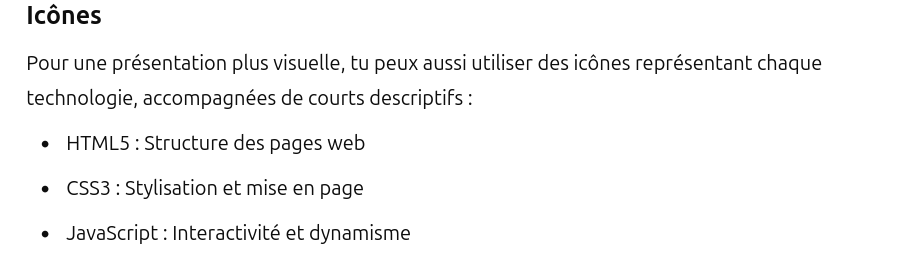 Icônes
Pour une présentation plus visuelle, tu peux aussi utiliser des icônes représentant chaque
technologie, accompagnées de courts descriptifs :
• HTML5 : Structure des pages web
• CSS3 : Stylisation et mise en page
• JavaScript : Interactivité et dynamisme